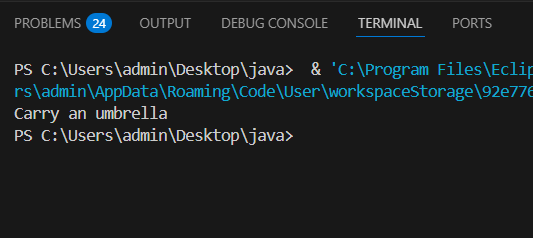 PROBLEMS 24 OUTPUT DEBUG CONSOLE TERMINAL PORTS
PS C:\Users\admin\Desktop\java>  & 'C:\Program Files\Eclip
rs\admin\AppData\Roaming\Code\User\workspaceStorage\92e776
Carry an umbrella
PS C:\Users\admin\Desktop\java>